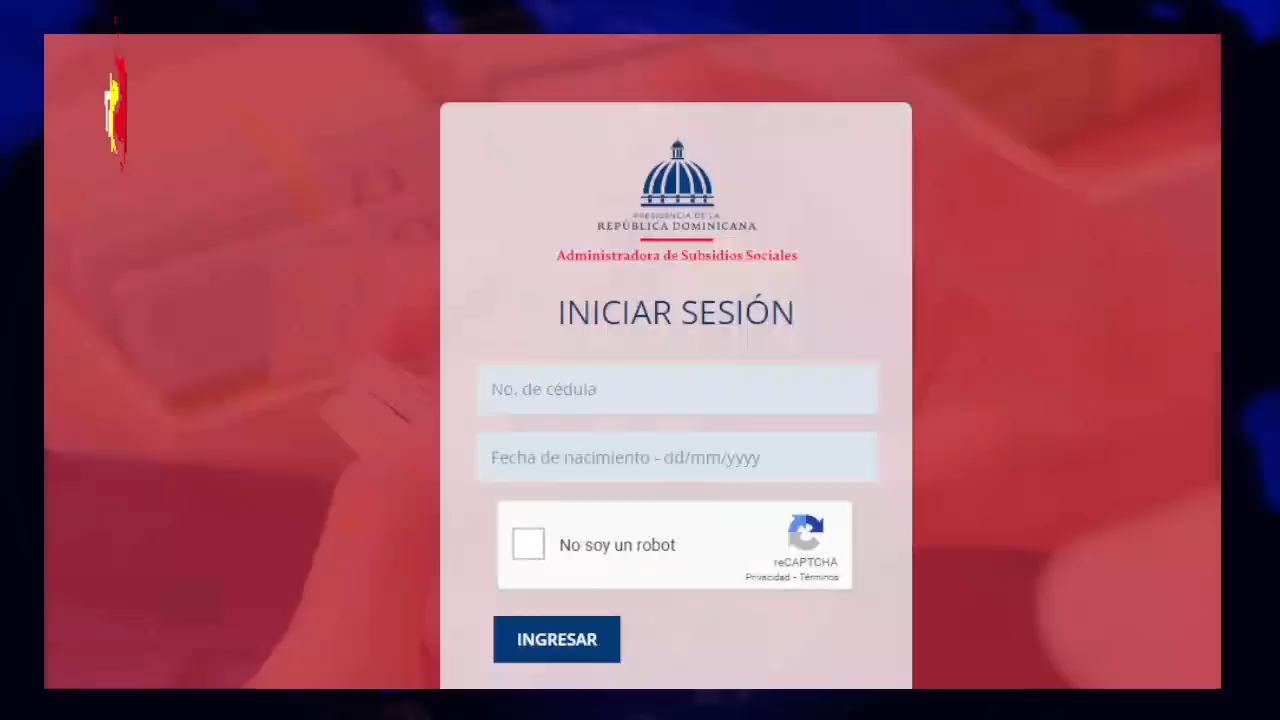 PRESIDENCIA DE LA
REPÚBLICA DOMINICANA
Administradora de Subsidios Sociales
INICIAR SESIÓN
No. de cédula
Fecha de nacimiento - dd/mm/yyyy
No soy un robot
reCAPTCHA
Privacidad - Términos
INGRESAR